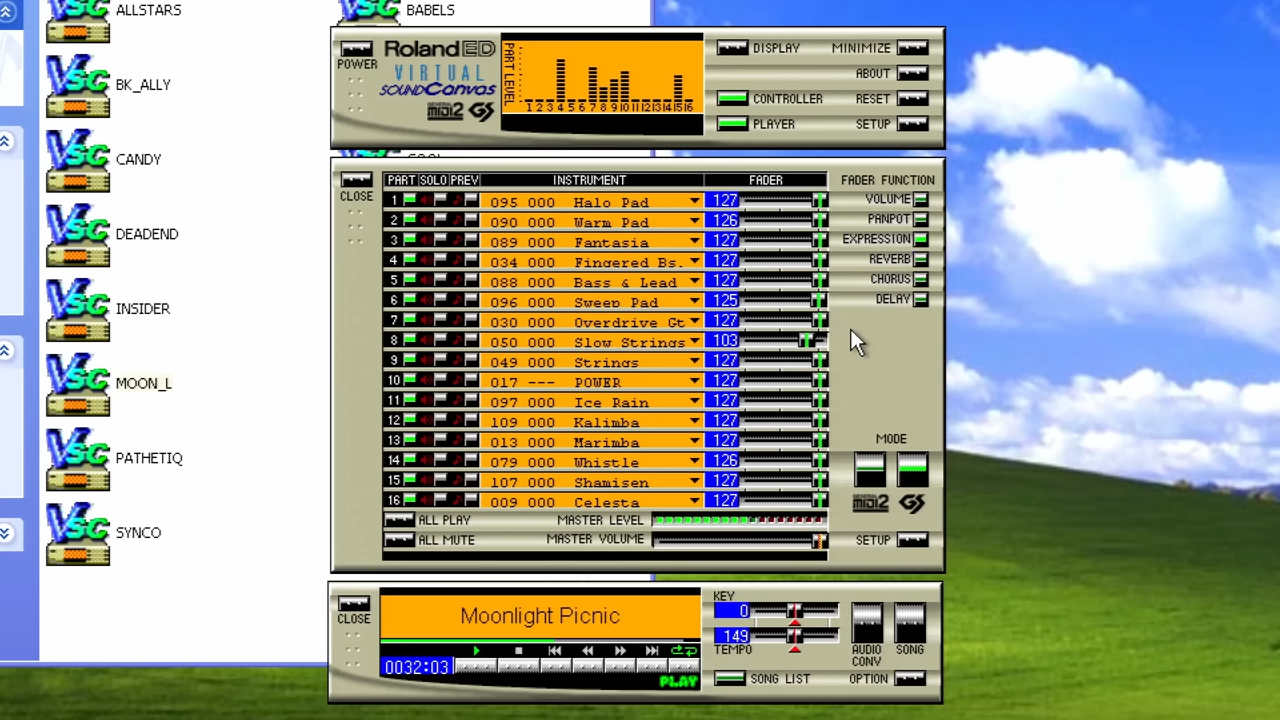 ALLSTARS
BABELS
BK_ALLY
CANDY
DEADEND
INSIDER
MOON_L
PATHETIQ
SYNCO
POWER
Roland ED
VIRTUAL
SOUND Canvas
GENERAL
MIDI2 GS
PART LEVEL
1 2 3 4 5 6 7 8 9 10 11 12 13 14 15 16
DISPLAY MINIMIZE
ABOUT
CONTROLLER RESET
PLAYER SETUP
CLOSE
PART SOLO PREV INSTRUMENT FADER FADER FUNCTION
1 095 000 Halo Pad 127 VOLUME
2 090 000 Warm Pad 126 PANPOT
3 089 000 Fantasia 127 EXPRESSION
4 034 000 Fingered Bs. 127 REVERB
5 088 000 Bass & Lead 127 CHORUS
6 096 000 Sweep Pad 125 DELAY
7 030 000 Overdrive Gt 127
8 050 000 Slow Strings 103
9 049 000 Strings 127
10 017 --- POWER 127
11 097 000 Ice Rain 127
12 109 000 Kalimba 127
13 013 000 Marimba 127 MODE
14 079 000 Whistle 126
15 107 000 Shamisen 127
16 009 000 Celesta 127
GENERAL
MIDI2 GS
ALL PLAY MASTER LEVEL
ALL MUTE MASTER VOLUME SETUP
CLOSE
Moonlight Picnic
0032:03
PLAY
KEY
0
149
TEMPO
AUDIO CONV SONG
SONG LIST OPTION